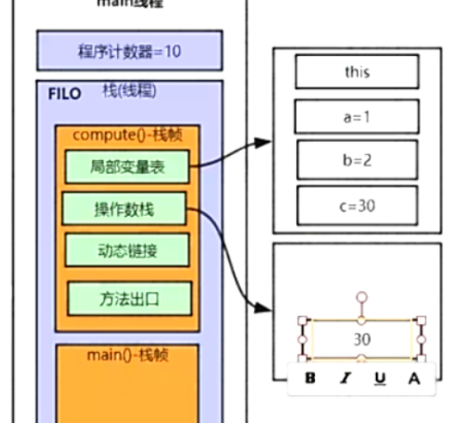 main线程
程序计数器=10
FILO 栈(线程)
compute()-栈帧
局部变量表
操作数栈
动态链接
方法出口
main()-栈帧
this
a=1
b=2
c=30
30
B I U A